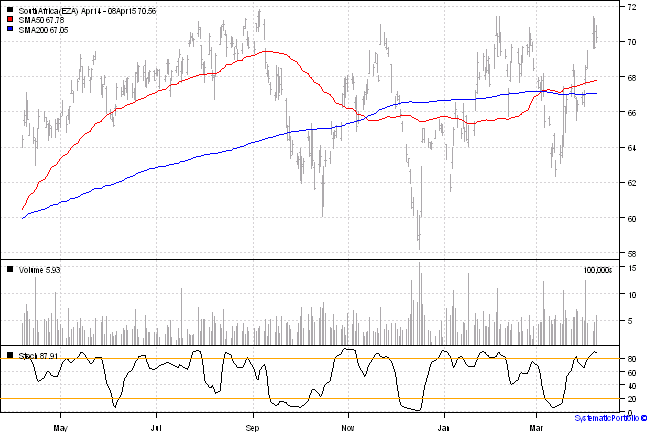 SouthAfrica(EZA) Apr14 - 08Apr15 70.56
SMA50 67.78
SMA200 67.05
72
70
68
66
64
62
60
58
Volume 5.93
100,000s
15
10
5
Stoch 87.91
80
60
40
20
0
May Jul Sep Nov Jan Mar
SystematicPortfolio ©